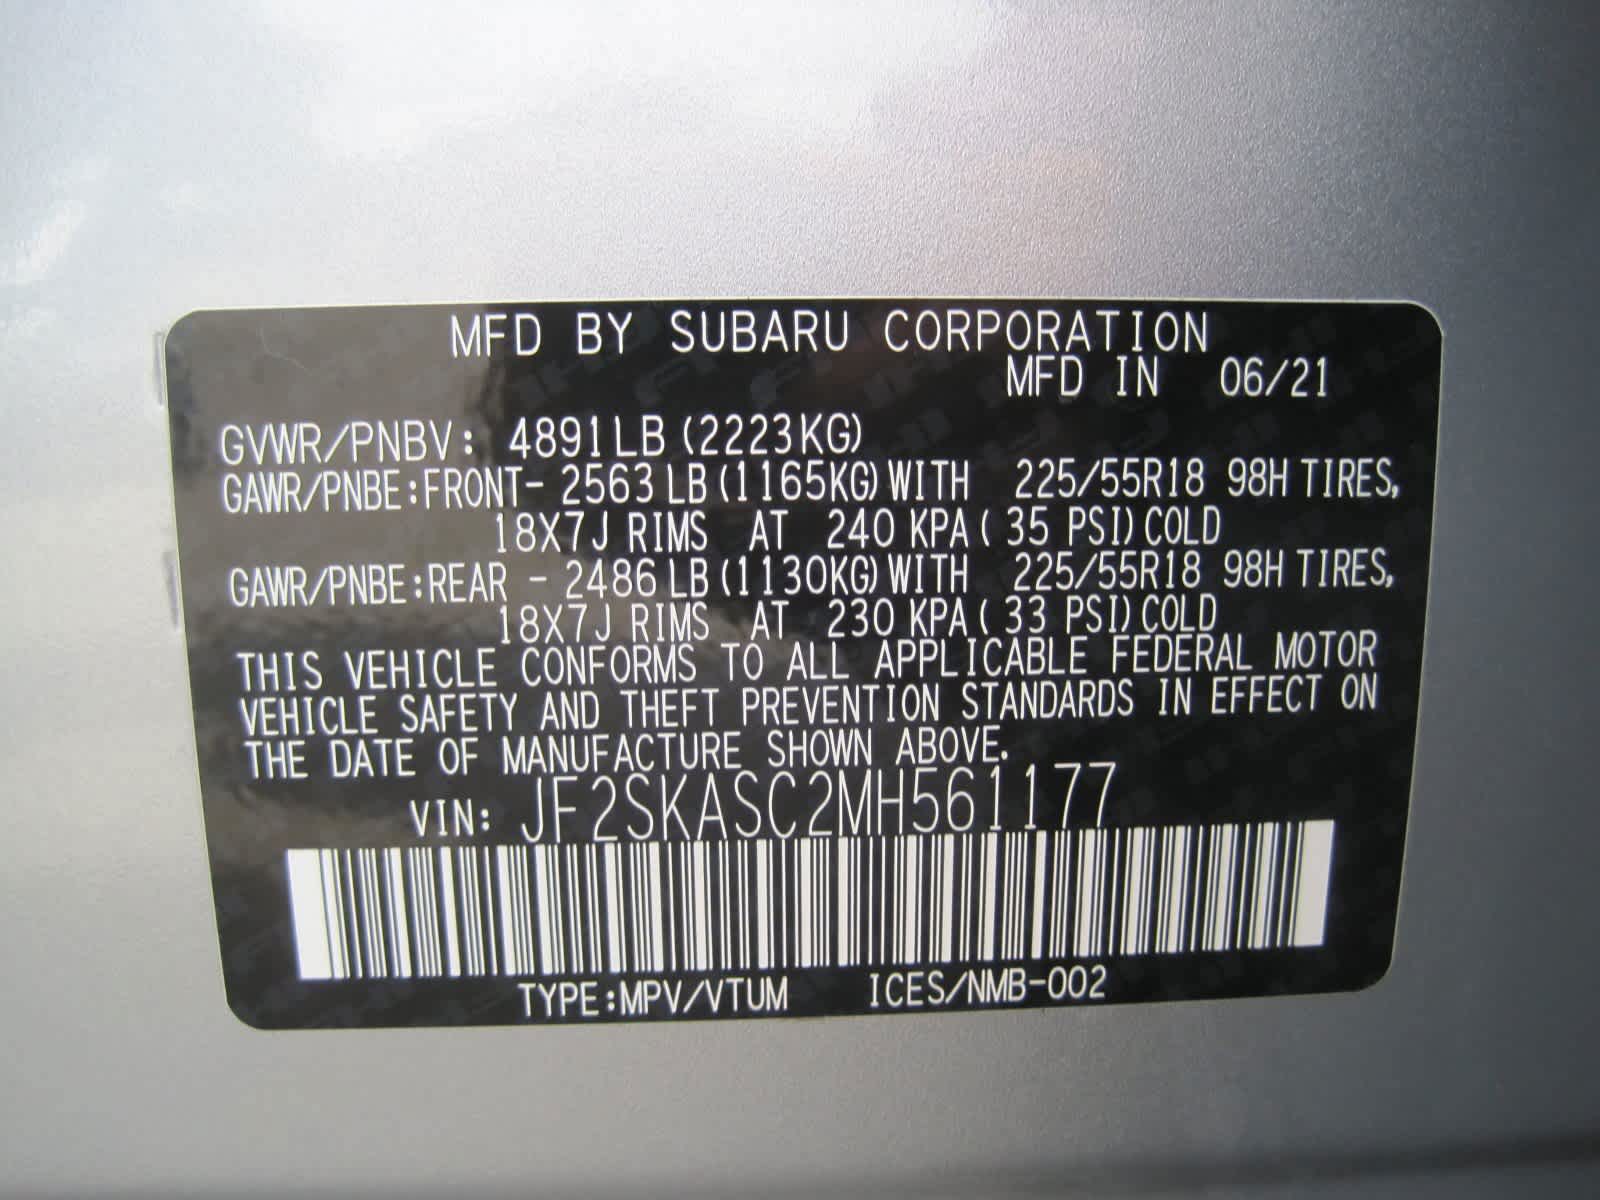 MFD BY SUBARU CORPORATION
MFD IN 06/21
GVWR/PNBV: 4891LB (2223KG)
GAWR/PNBE:FRONT- 2563 LB (1165KG) WITH 225/55R18 98H TIRES,
18X7J RIMS AT 240 KPA( 35 PSI) COLD
GAWR/PNBE:REAR - 2486 LB (1130KG) WITH 225/55R18 98H TIRES,
18X7J RIMS AT 230 KPA( 33 PSI) COLD
THIS VEHICLE CONFORMS TO ALL APPLICABLE FEDERAL MOTOR
VEHICLE SAFETY AND THEFT PREVENTION STANDARDS IN EFFECT ON
THE DATE OF MANUFACTURE SHOWN ABOVE.
VIN: JF2SKASC2MH561177
TYPE:MPV/VTUM ICES/NMB-002